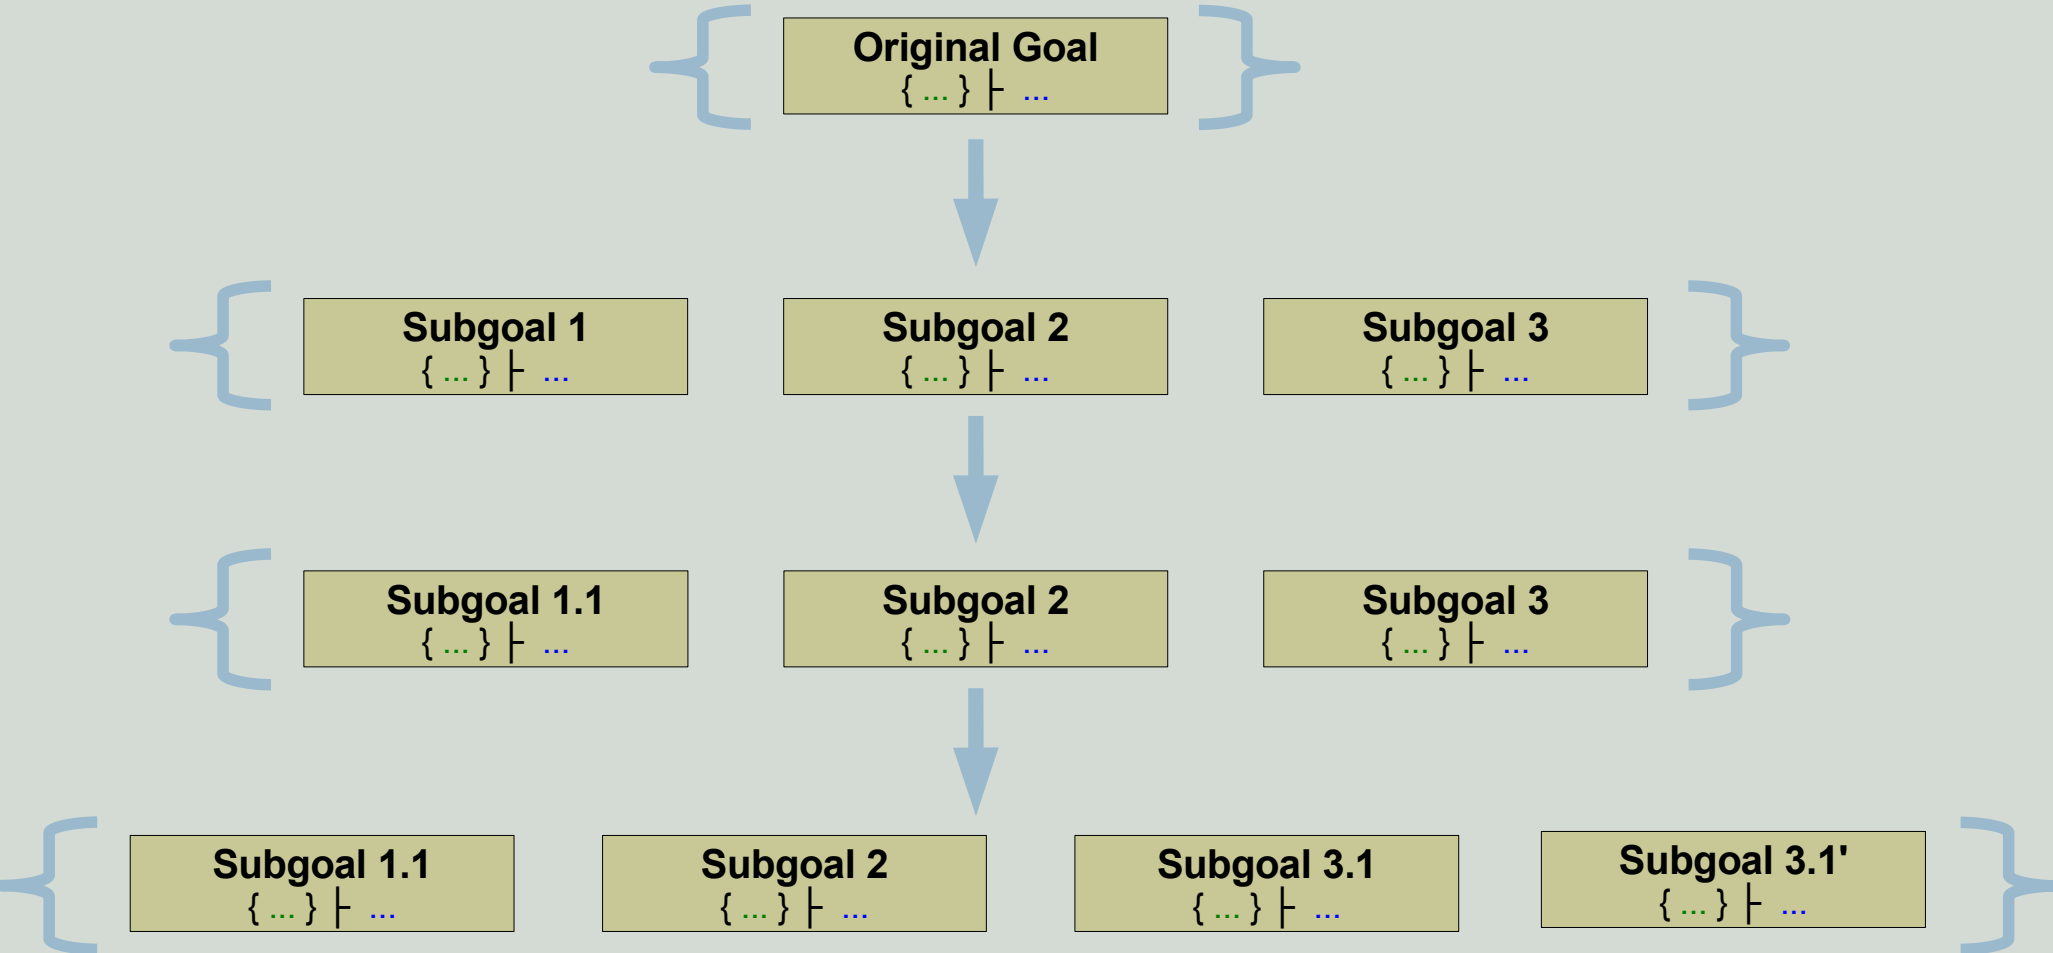 Original Goal
{ ... } ├ ...
Subgoal 1
{ ... } ├ ...
Subgoal 2
{ ... } ├ ...
Subgoal 3
{ ... } ├ ...
Subgoal 1.1
{ ... } ├ ...
Subgoal 2
{ ... } ├ ...
Subgoal 3
{ ... } ├ ...
Subgoal 1.1
{ ... } ├ ...
Subgoal 2
{ ... } ├ ...
Subgoal 3.1
{ ... } ├ ...
Subgoal 3.1'
{ ... } ├ ...